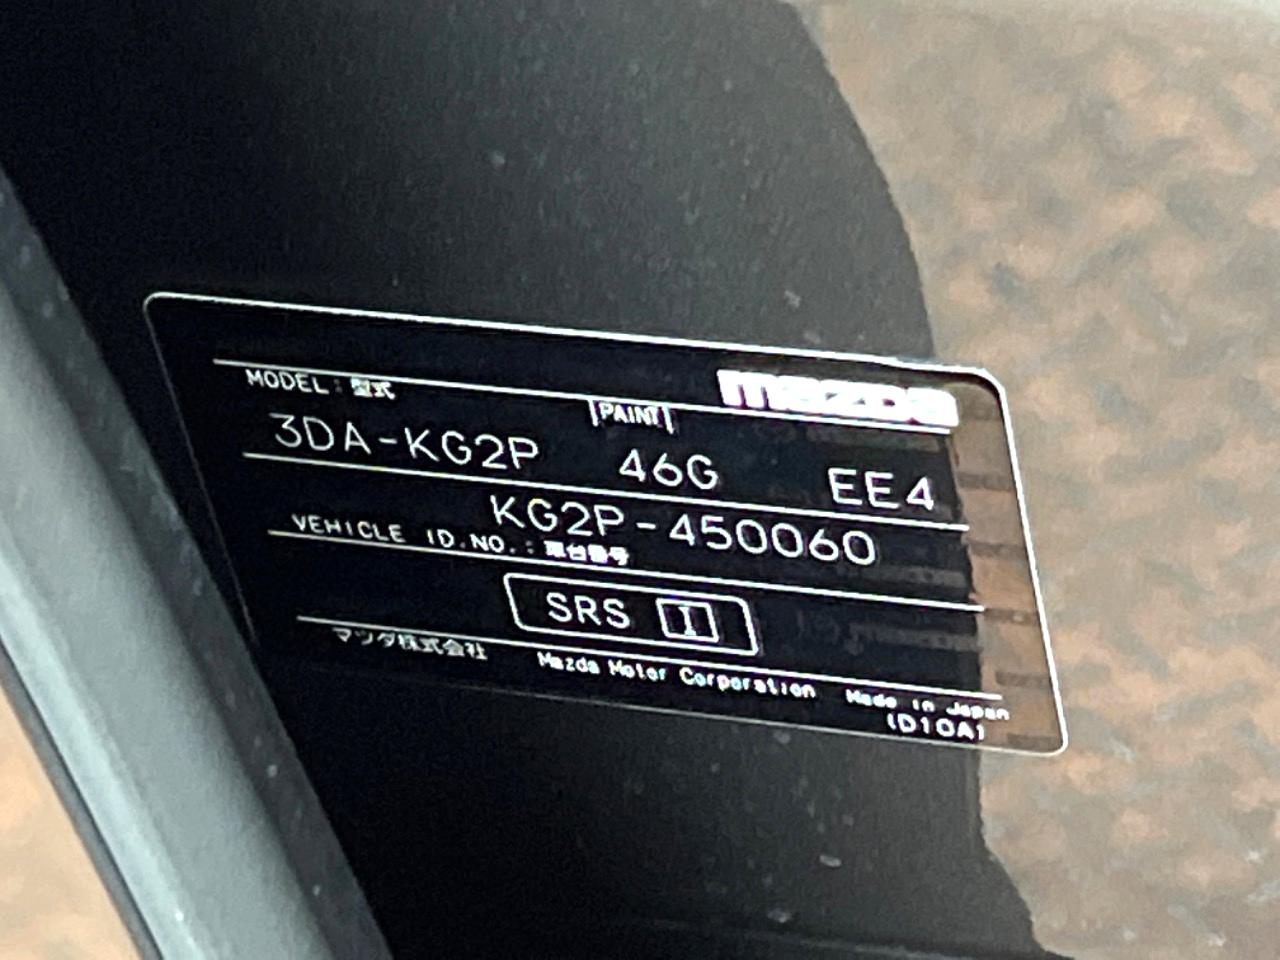 mazda
MODEL : 型式
PAINT
3DA-KG2P 46G EE4
KG2P-450060
VEHICLE ID.NO. : 車台番号
SRS I
マツダ株式会社 Mazda Motor Corporation Made in Japan
(D10A)